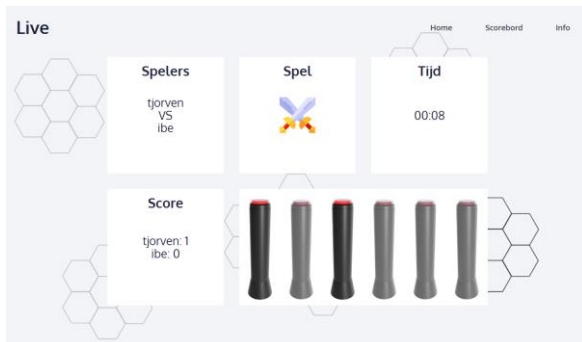 Live
Home
Scorebord
Info
Spelers
tjorven
VS
ibe
Spel
Tijd
00:08
Score
tjorven: 1
ibe: 0